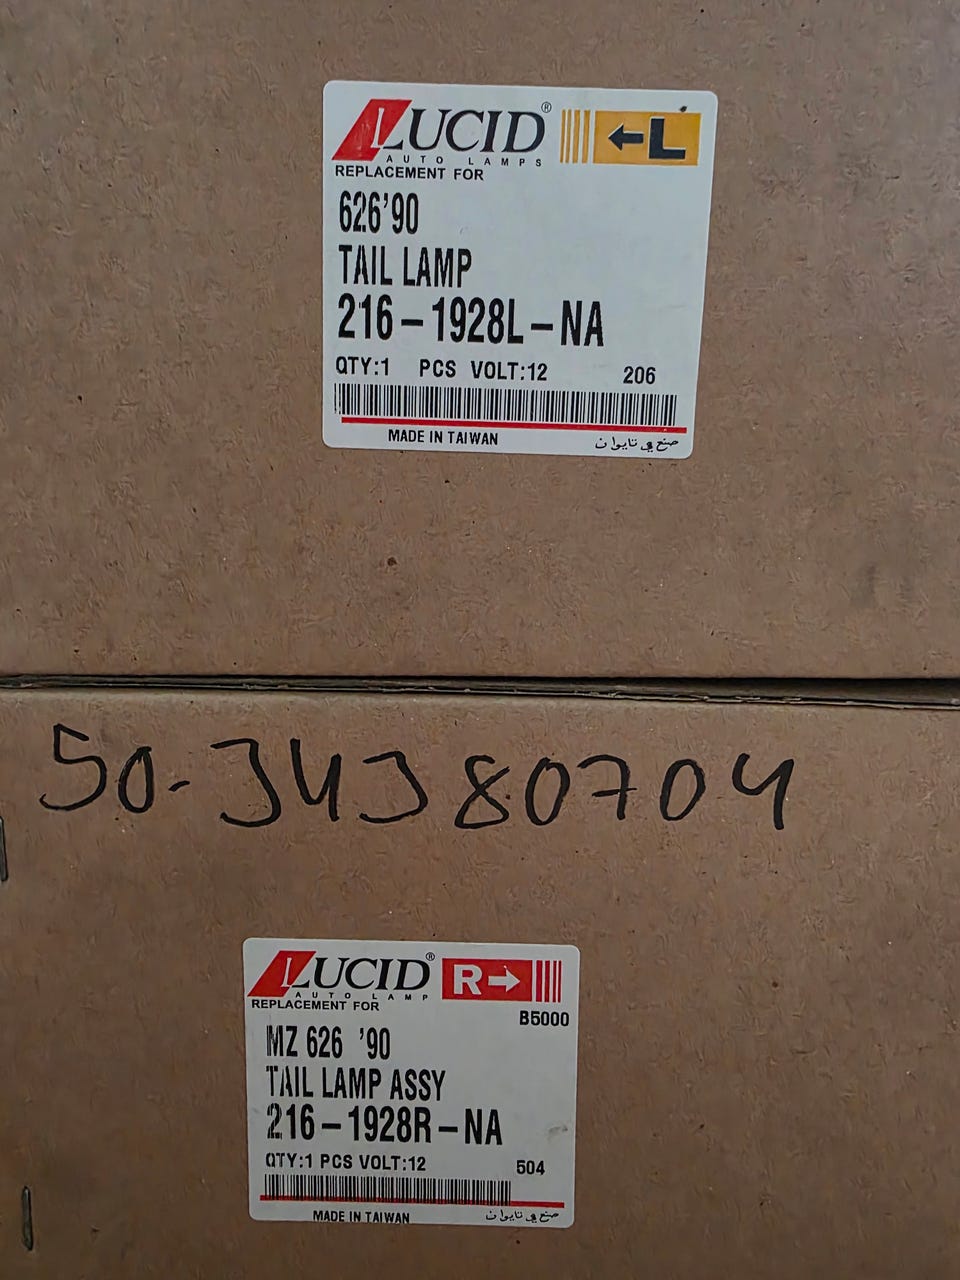 LUCID® ←L
AUTO LAMPS
REPLACEMENT FOR
626'90
TAIL LAMP
216-1928L-NA
QTY:1 PCS VOLT:12 206
MADE IN TAIWAN صنع في تايوان
50-34380704
LUCID® R→
AUTO LAMP
REPLACEMENT FOR
B5000
MZ 626 '90
TAIL LAMP ASSY
216-1928R-NA
QTY:1 PCS VOLT:12 504
MADE IN TAIWAN صنع في تايوان